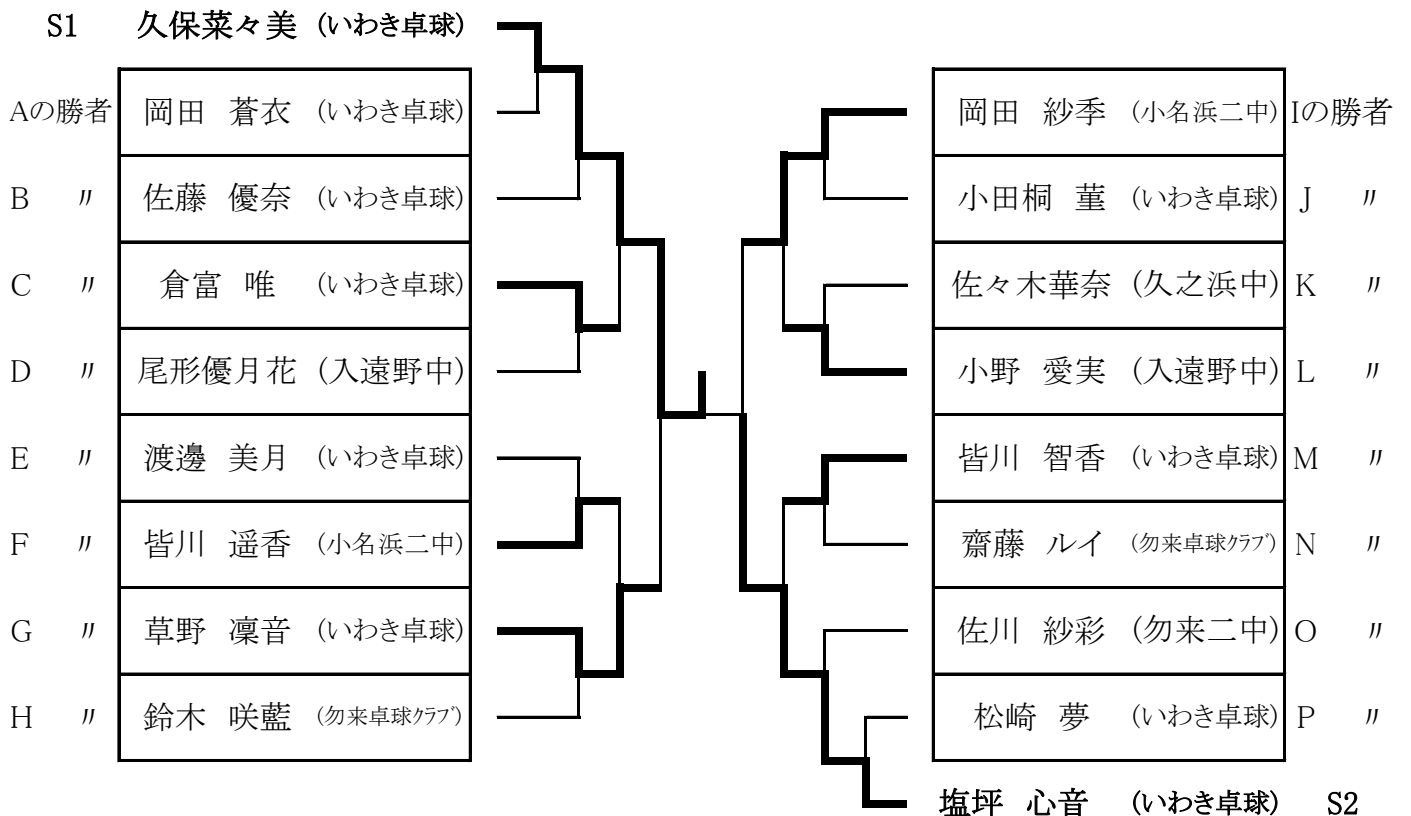 S1 久保菜々美 (いわき卓球)
Aの勝者 岡田 蒼衣 (いわき卓球) 岡田 紗季 (小名浜二中) Iの勝者
B 〃 佐藤 優奈 (いわき卓球) 小田桐 菫 (いわき卓球) J 〃
C 〃 倉富 唯 (いわき卓球) 佐々木華奈 (久之浜中) K 〃
D 〃 尾形優月花 (入遠野中) 小野 愛実 (入遠野中) L 〃
E 〃 渡邊 美月 (いわき卓球) 皆川 智香 (いわき卓球) M 〃
F 〃 皆川 遥香 (小名浜二中) 齋藤 ルイ (勿来卓球ｸﾗﾌﾞ) N 〃
G 〃 草野 凜音 (いわき卓球) 佐川 紗彩 (勿来二中) O 〃
H 〃 鈴木 咲藍 (勿来卓球ｸﾗﾌﾞ) 松崎 夢 (いわき卓球) P 〃
塩坪 心音 (いわき卓球) S2